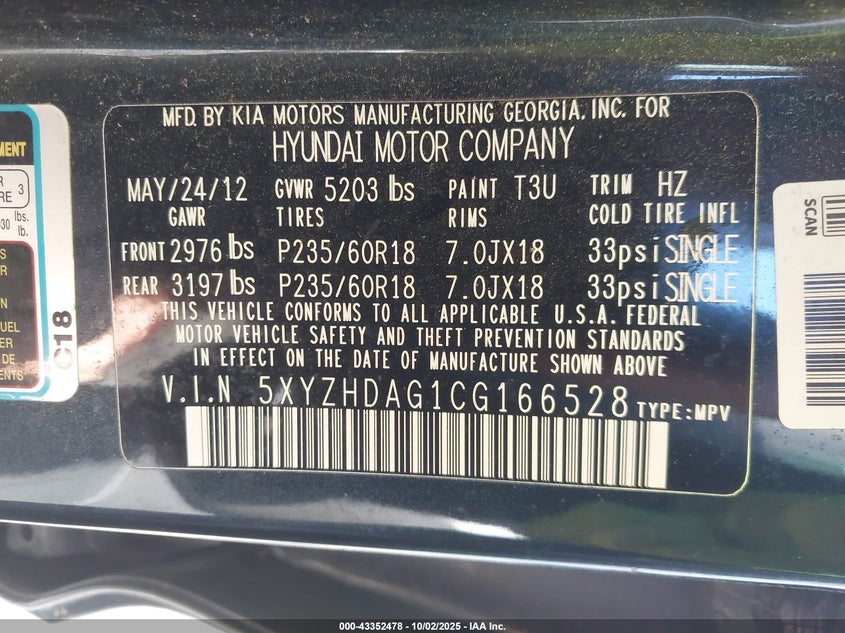 MFD. BY KIA MOTORS MANUFACTURING GEORGIA, INC. FOR
HYUNDAI MOTOR COMPANY
MAY/24/12 GVWR 5203 lbs PAINT T3U TRIM HZ
GAWR TIRES RIMS COLD TIRE INFL
FRONT 2976 lbs P235/60R18 7.0JX18 33psi SINGLE
REAR 3197 lbs P235/60R18 7.0JX18 33psi SINGLE
THIS VEHICLE CONFORMS TO ALL APPLICABLE U.S.A. FEDERAL
MOTOR VEHICLE SAFETY AND THEFT PREVENTION STANDARDS
IN EFFECT ON THE DATE OF MANUFACTURE SHOWN ABOVE
V.I.N 5XYZHDAG1CG166528 TYPE:MPV
C18
SCAN
000-43352478 - 10/02/2025 - IAA Inc.